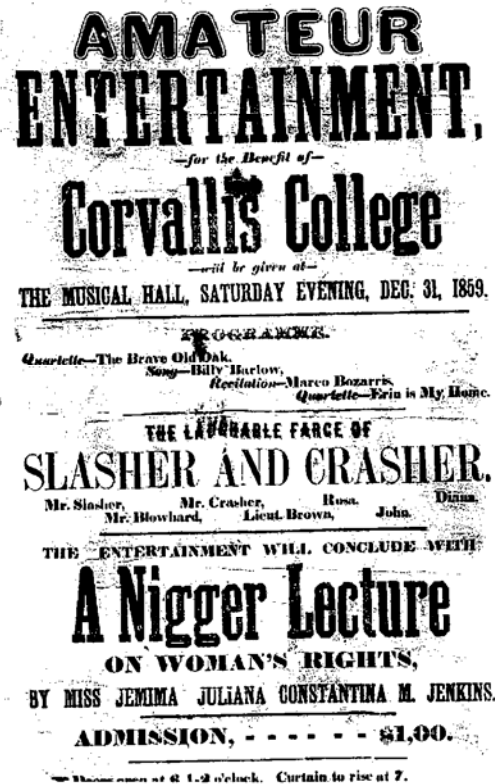 AMATEUR
ENTERTAINMENT,
—for the Benefit of—
Corvallis College
—will be given at—
THE MUSICAL HALL, SATURDAY EVENING, DEC. 31, 1859.
PROGRAMME.
Quartette—The Brave Old Oak.
Song—Billy Barlow,
Recitation—Marco Bozarris,
Quartette—Erin is My Home.
THE LAUGHABLE FARCE OF
SLASHER AND CRASHER.
Mr. Slasher, Mr. Crasher, Rosa. Diana.
Mr. Blowhard, Lieut. Brown, John.
THE ENTERTAINMENT WILL CONCLUDE WITH
A Nigger Lecture
ON WOMAN'S RIGHTS,
BY MISS JEMIMA JULIANA CONSTANTINA M. JENKINS.
ADMISSION, - - - - - - $1,00.
Doors open at 6 1-2 o'clock. Curtain to rise at 7.